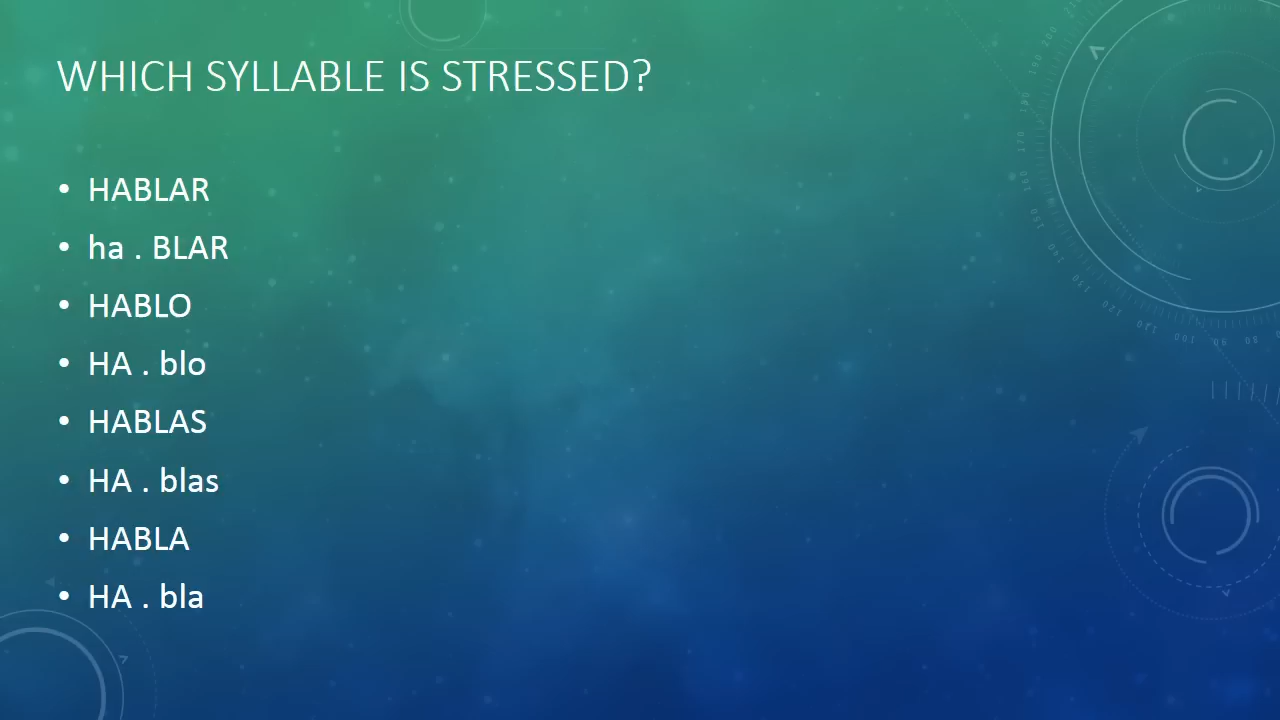 WHICH SYLLABLE IS STRESSED?
• HABLAR
• ha . BLAR
• HABLO
• HA . blo
• HABLAS
• HA . blas
• HABLA
• HA . bla